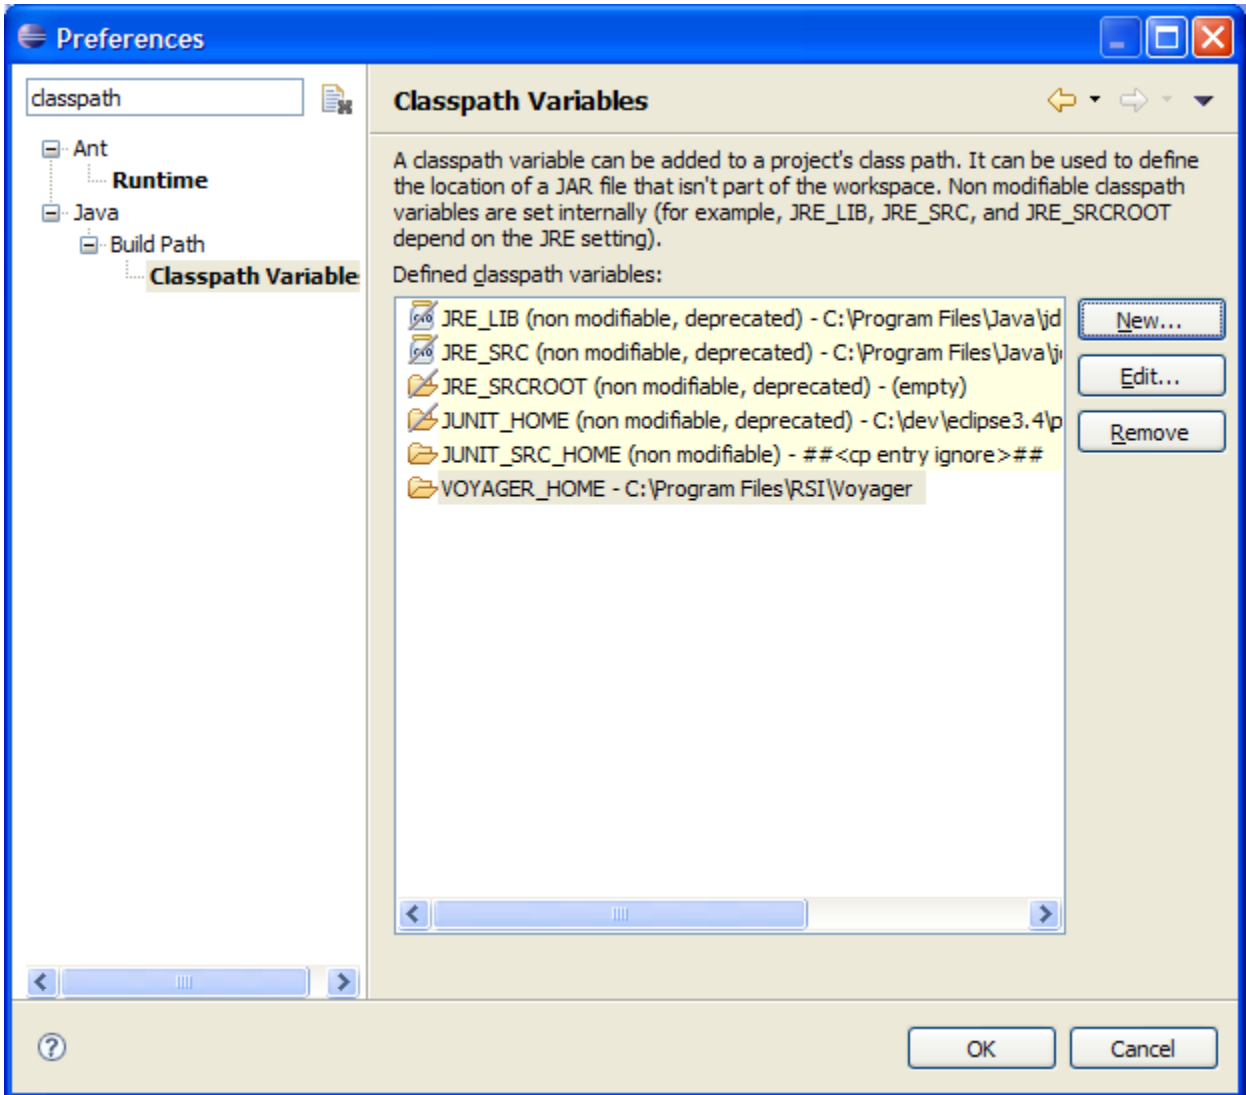 Preferences
classpath
Ant
Runtime
Java
Build Path
Classpath Variable
Classpath Variables
A classpath variable can be added to a project's class path. It can be used to define
the location of a JAR file that isn't part of the workspace. Non modifiable classpath
variables are set internally (for example, JRE_LIB, JRE_SRC, and JRE_SRCROOT
depend on the JRE setting).
Defined classpath variables:
JRE_LIB (non modifiable, deprecated) - C:\Program Files\Java\jd
JRE_SRC (non modifiable, deprecated) - C:\Program Files\Java\j
JRE_SRCROOT (non modifiable, deprecated) - (empty)
JUNIT_HOME (non modifiable, deprecated) - C:\dev\eclipse3.4\p
JUNIT_SRC_HOME (non modifiable) - ##<cp entry ignore>##
VOYAGER_HOME - C:\Program Files\RSI\Voyager
New...
Edit...
Remove
OK
Cancel